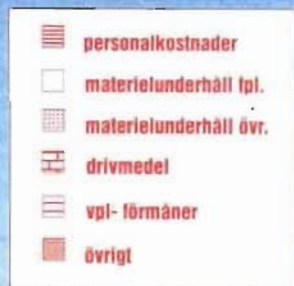 personalkostnader
materielunderhåll fpl.
materielunderhåll övr.
drivmedel
vpl- förmåner
övrigt